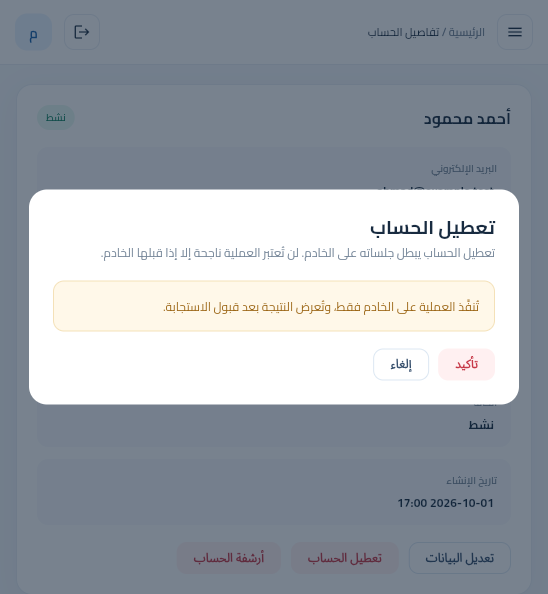 الرئيسية / تفاصيل الحساب
م
أحمد محمود
نشط
البريد الإلكتروني
تعطيل الحساب
تعطيل الحساب يبطل جلساته على الخادم. لن تُعتبر العملية ناجحة إلا إذا قبلها الخادم.
تُنفَّذ العملية على الخادم فقط، وتُعرض النتيجة بعد قبول الاستجابة.
تأكيد
إلغاء
نشط
تاريخ الإنشاء
2026-10-01 17:00
تعديل البيانات
تعطيل الحساب
أرشفة الحساب